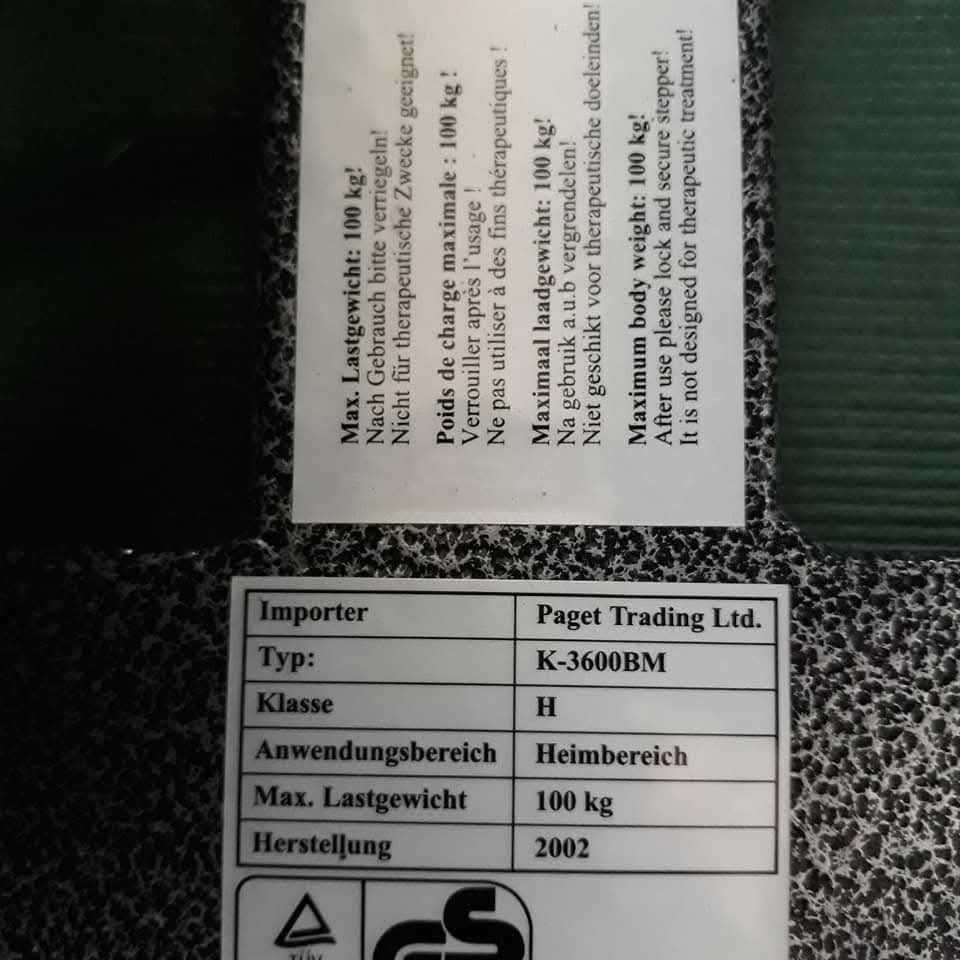 Max. Lastgewicht: 100 kg!
Nach Gebrauch bitte verriegeln!
Nicht für therapeutische Zwecke geeignet!
Poids de charge maximale : 100 kg !
Verrouiller après l'usage !
Ne pas utiliser à des fins thérapeutiques !
Maximaal laadgewicht: 100 kg!
Na gebruik a.u.b vergrendelen!
Niet geschikt voor therapeutische doeleinden!
Maximum body weight: 100 kg!
After use please lock and secure stepper!
It is not designed for therapeutic treatment!
Importer Paget Trading Ltd.
Typ: K-3600BM
Klasse H
Anwendungsbereich Heimbereich
Max. Lastgewicht 100 kg
Herstellung 2002
TÜV GS